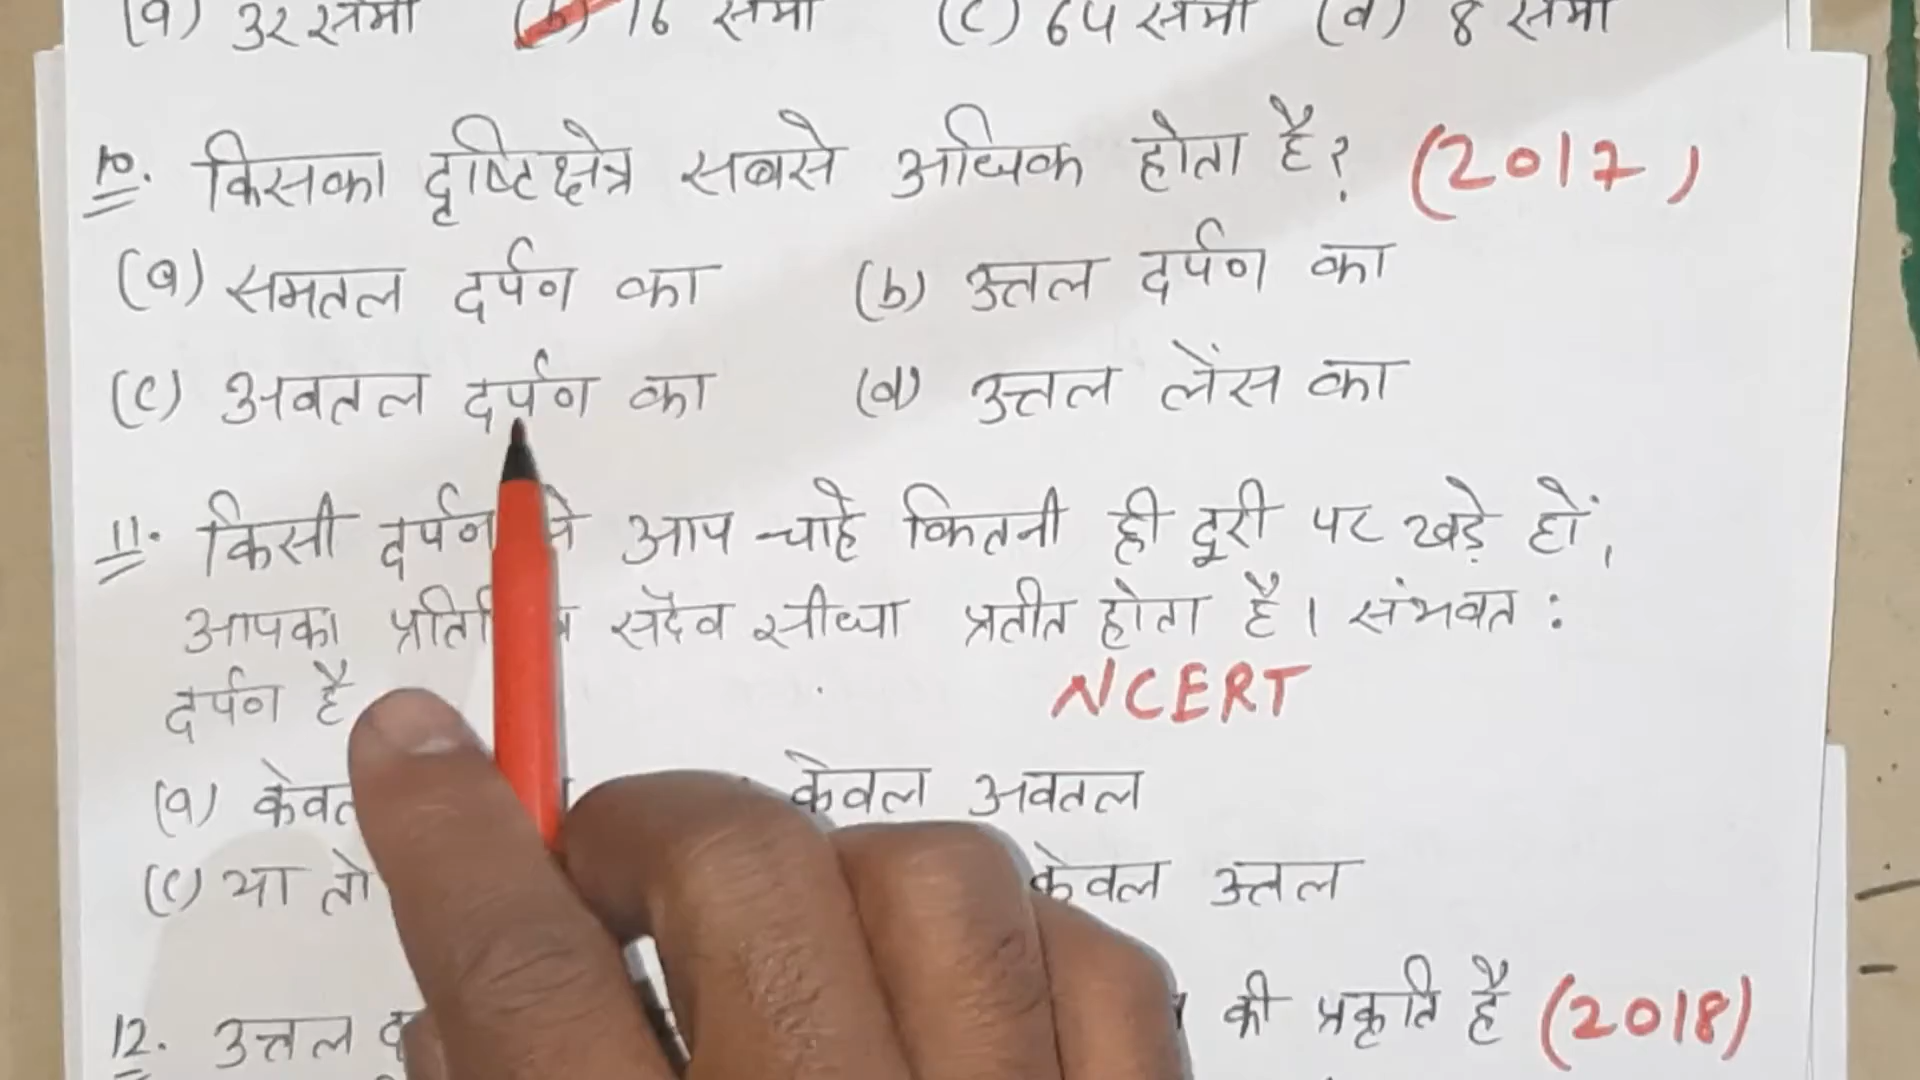 (a) 32 सेमी (b) 16 सेमी (c) 64 सेमी (d) 8 सेमी
10. किसका दृष्टिक्षेत्र सबसे अधिक होता है? (2017)
(a) समतल दर्पण का (b) उत्तल दर्पण का
(c) अवतल दर्पण का (d) उत्तल लेंस का
11. किसी दर्पण से आप चाहे कितनी ही दूरी पर खड़े हों,
आपका सदैव सीधा प्रतीत होता है। संभवत:
दर्पण है NCERT
(a) केवल अवतल
(c) या तो केवल उत्तल
12. उत्तल की प्रकृति है (2018)